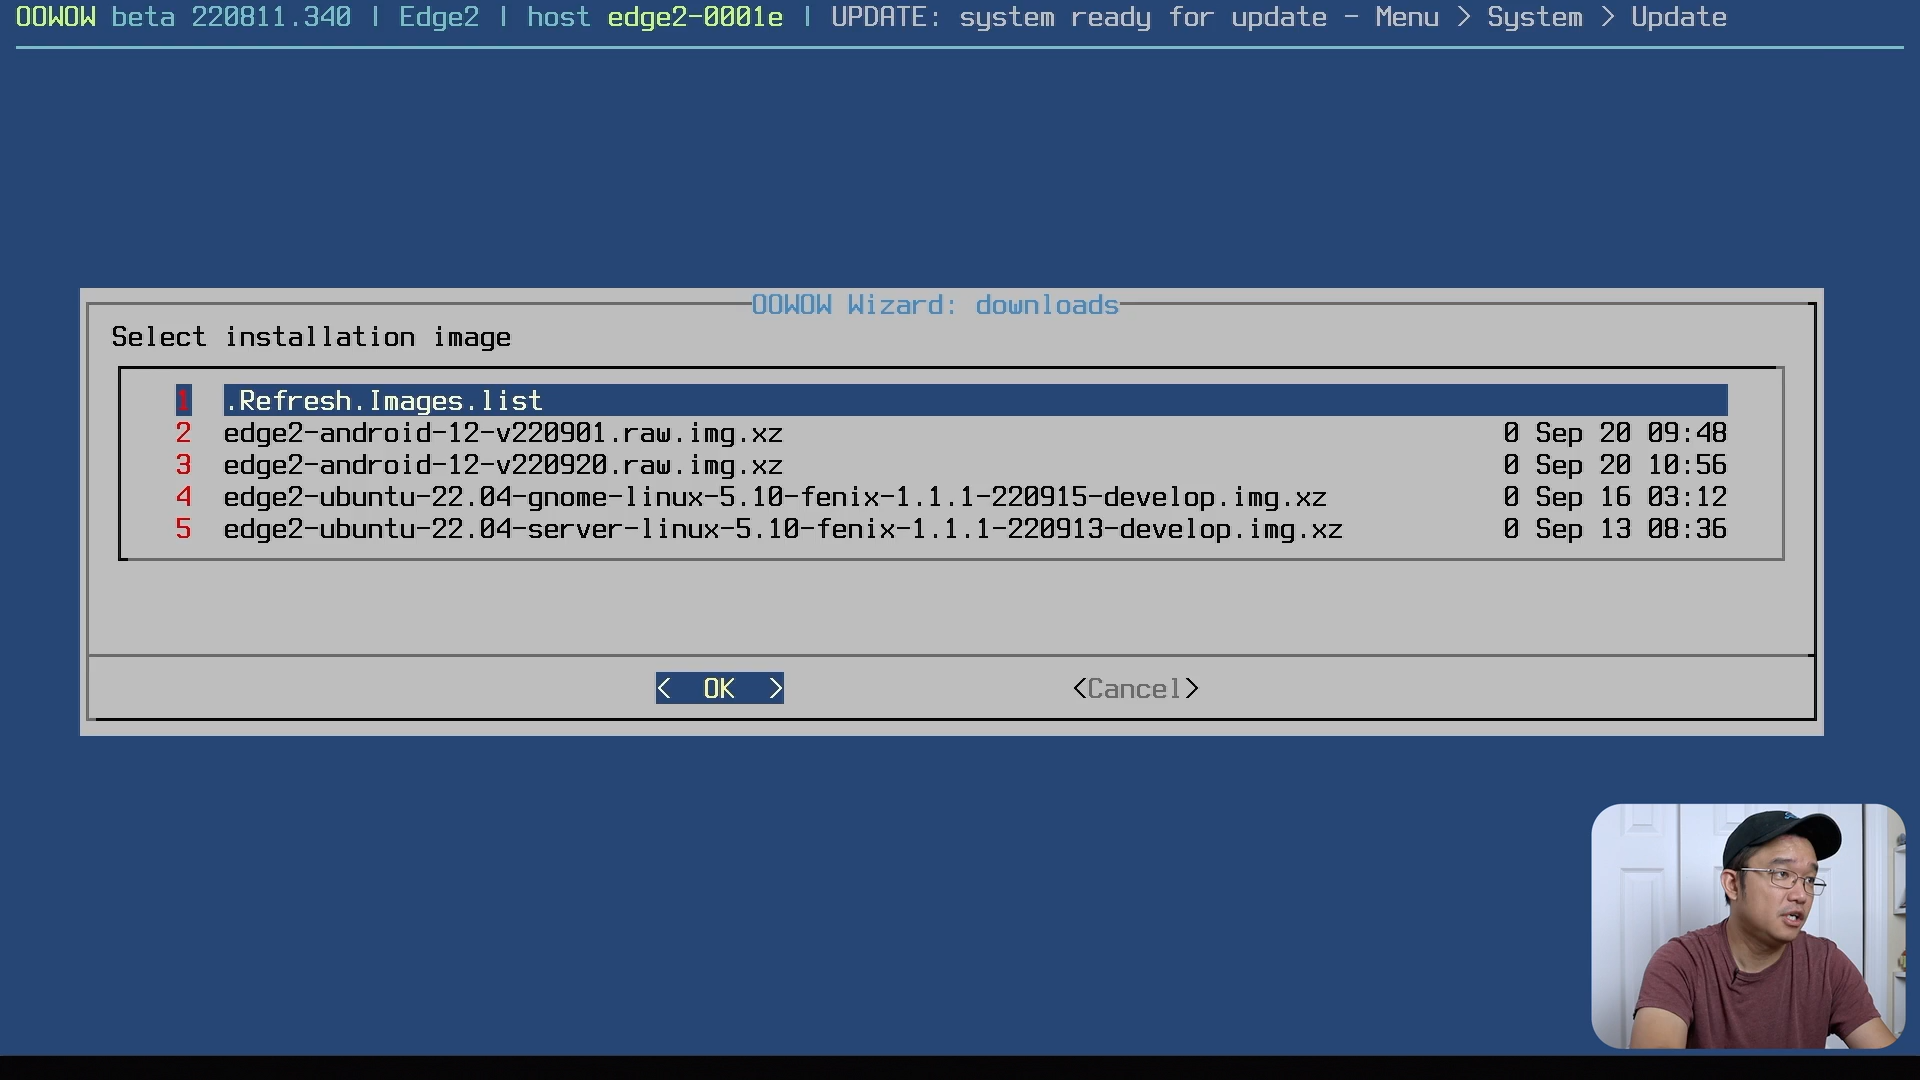 OOWOW beta 220811.340 | Edge2 | host edge2-0001e | UPDATE: system ready for update - Menu > System > Update
OOWOW Wizard: downloads
Select installation image
1 .Refresh.Images.list
2 edge2-android-12-v220901.raw.img.xz 0 Sep 20 09:48
3 edge2-android-12-v220920.raw.img.xz 0 Sep 20 10:56
4 edge2-ubuntu-22.04-gnome-linux-5.10-fenix-1.1.1-220915-develop.img.xz 0 Sep 16 03:12
5 edge2-ubuntu-22.04-server-linux-5.10-fenix-1.1.1-220913-develop.img.xz 0 Sep 13 08:36
< OK > <Cancel>